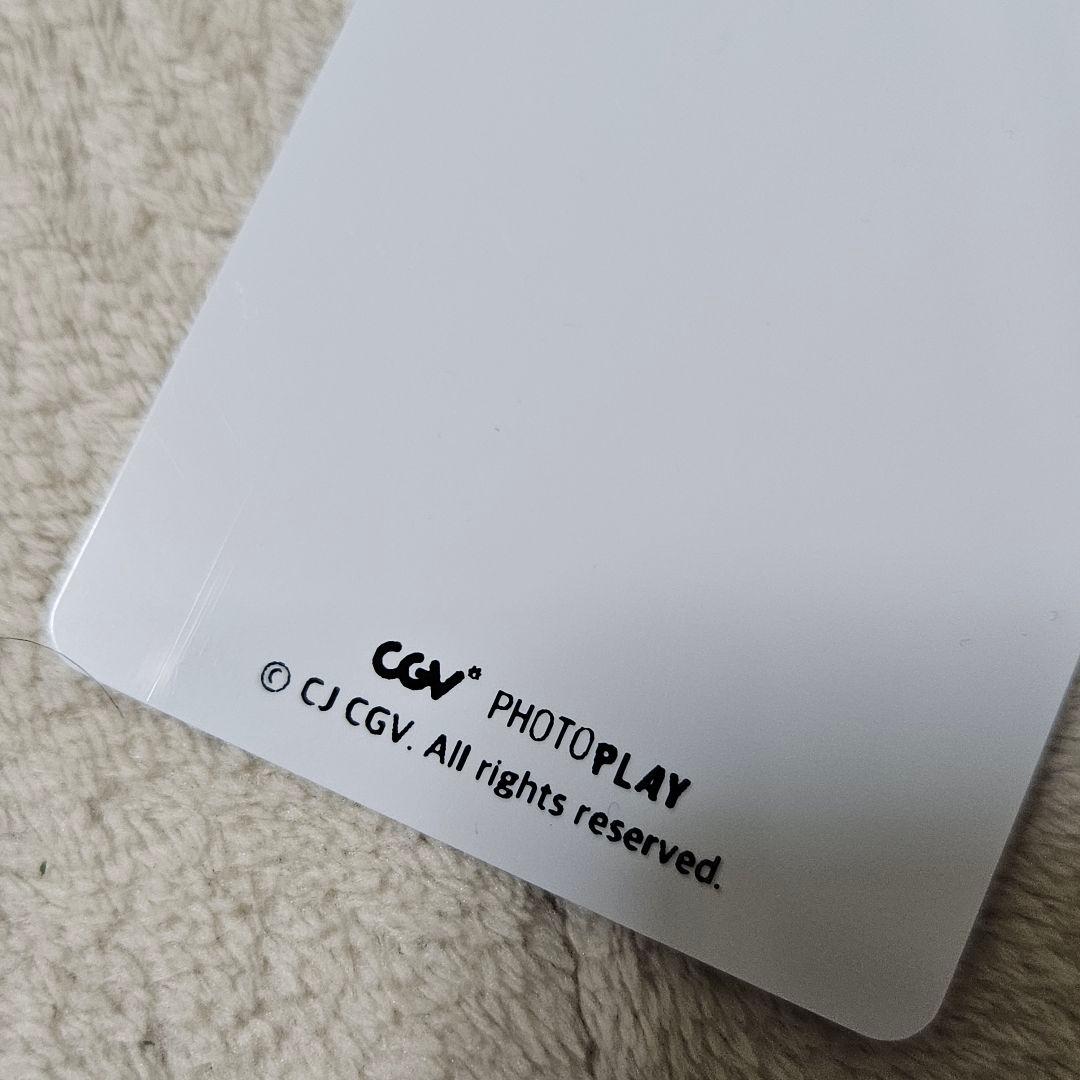 CGV* PHOTOPLAY
© CJ CGV. All rights reserved.